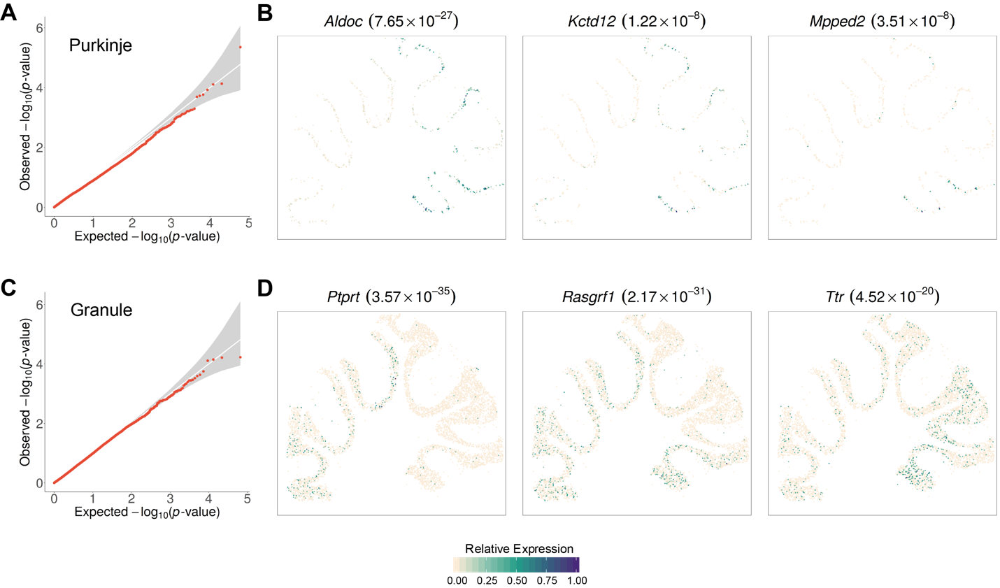 A
Purkinje
Observed −log10(p-value)
6
4
2
0
0 1 2 3 4 5
Expected −log10(p-value)
B
Aldoc (7.65×10−27)
Kctd12 (1.22×10−8)
Mpped2 (3.51×10−8)
C
Granule
Observed −log10(p-value)
6
4
2
0
0 1 2 3 4 5
Expected −log10(p-value)
D
Ptprt (3.57×10−35)
Rasgrf1 (2.17×10−31)
Ttr (4.52×10−20)
Relative Expression
0.00 0.25 0.50 0.75 1.00